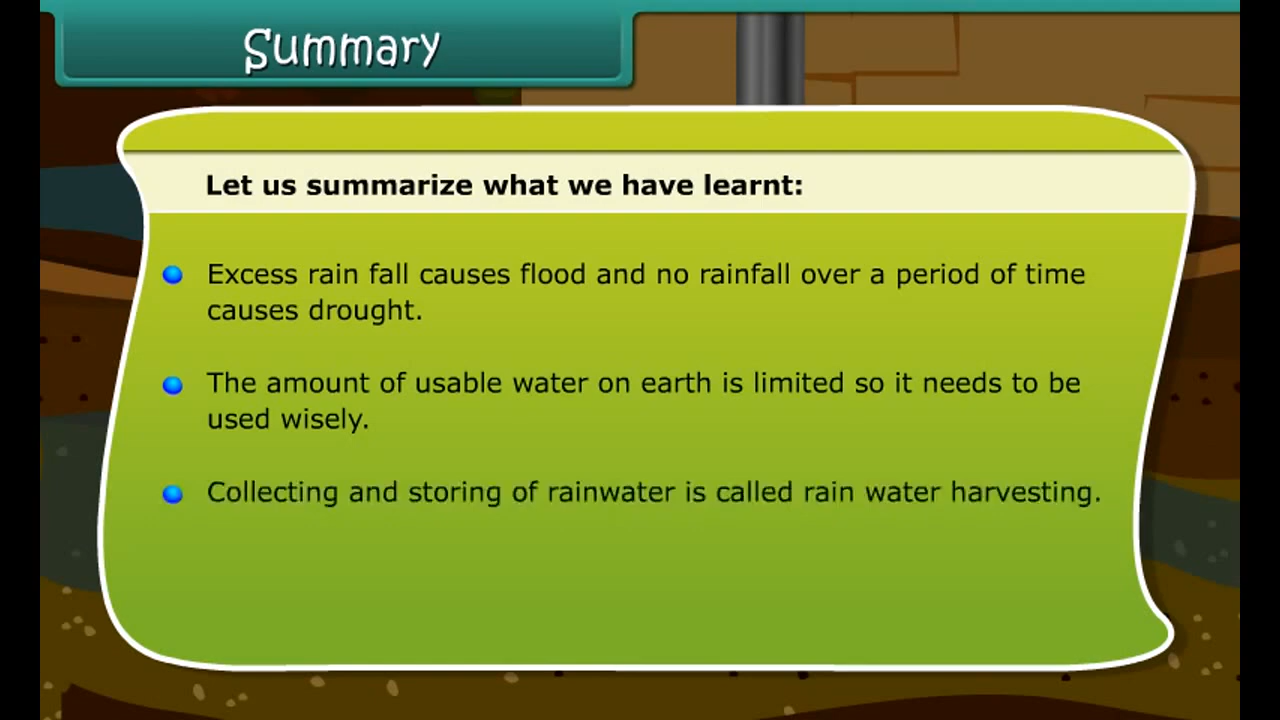 Summary
Let us summarize what we have learnt:
Excess rain fall causes flood and no rainfall over a period of time
causes drought.
The amount of usable water on earth is limited so it needs to be
used wisely.
Collecting and storing of rainwater is called rain water harvesting.